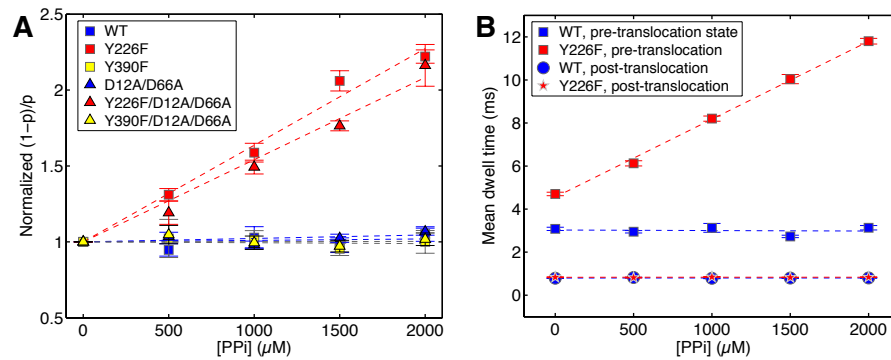 A
Normalized (1-p)/p
2.5
2
1.5
1
0.5
WT
Y226F
Y390F
D12A/D66A
Y226F/D12A/D66A
Y390F/D12A/D66A
0 500 1000 1500 2000
[PPi] (µM)
B
Mean dwell time (ms)
12
10
8
6
4
2
0
WT, pre-translocation state
Y226F, pre-translocation
WT, post-translocation
Y226F, post-translocation
0 500 1000 1500 2000
[PPi] (µM)